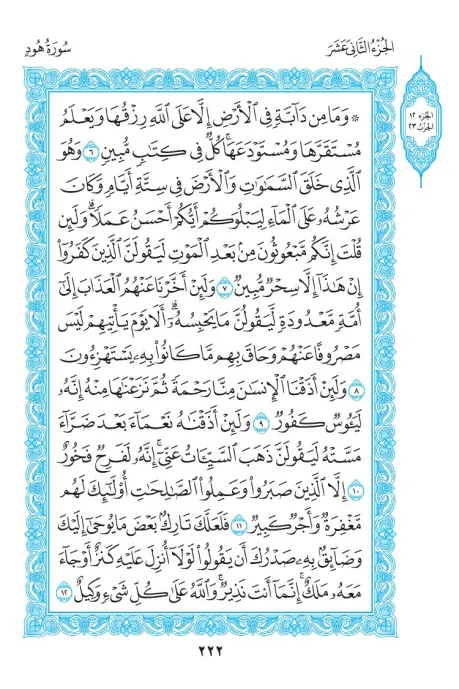 الجُزْءُ الثَّانِي عَشَرَ
سُورَةُ هُودٍ
الجزء ١٢
الحزب ٢٣
* وَمَا مِن دَآبَّةٍ فِي ٱلۡأَرۡضِ إِلَّا عَلَى ٱللَّهِ رِزۡقُهَا وَيَعۡلَمُ
مُسۡتَقَرَّهَا وَمُسۡتَوۡدَعَهَاۚ كُلّٞ فِي كِتَٰبٖ مُّبِينٖ ٦ وَهُوَ
ٱلَّذِي خَلَقَ ٱلسَّمَٰوَٰتِ وَٱلۡأَرۡضَ فِي سِتَّةِ أَيَّامٖ وَكَانَ
عَرۡشُهُۥ عَلَى ٱلۡمَآءِ لِيَبۡلُوَكُمۡ أَيُّكُمۡ أَحۡسَنُ عَمَلٗاۗ وَلَئِن
قُلۡتَ إِنَّكُم مَّبۡعُوثُونَ مِنۢ بَعۡدِ ٱلۡمَوۡتِ لَيَقُولَنَّ ٱلَّذِينَ كَفَرُوٓاْ
إِنۡ هَٰذَآ إِلَّا سِحۡرٞ مُّبِينٞ ٧ وَلَئِنۡ أَخَّرۡنَا عَنۡهُمُ ٱلۡعَذَابَ إِلَىٰٓ
أُمَّةٖ مَّعۡدُودَةٖ لَّيَقُولُنَّ مَا يَحۡبِسُهُۥٓۗ أَلَا يَوۡمَ يَأۡتِيهِمۡ لَيۡسَ
مَصۡرُوفًا عَنۡهُمۡ وَحَاقَ بِهِم مَّا كَانُواْ بِهِۦ يَسۡتَهۡزِءُونَ
٨ وَلَئِنۡ أَذَقۡنَا ٱلۡإِنسَٰنَ مِنَّا رَحۡمَةٗ ثُمَّ نَزَعۡنَٰهَا مِنۡهُ إِنَّهُۥ
لَيَـُٔوسٞ كَفُورٞ ٩ وَلَئِنۡ أَذَقۡنَٰهُ نَعۡمَآءَ بَعۡدَ ضَرَّآءَ
مَسَّتۡهُ لَيَقُولَنَّ ذَهَبَ ٱلسَّيِّـَٔاتُ عَنِّيٓۚ إِنَّهُۥ لَفَرِحٞ فَخُورٌ
١٠ إِلَّا ٱلَّذِينَ صَبَرُواْ وَعَمِلُواْ ٱلصَّٰلِحَٰتِ أُوْلَٰٓئِكَ لَهُم
مَّغۡفِرَةٞ وَأَجۡرٞ كَبِيرٞ ١١ فَلَعَلَّكَ تَارِكُۢ بَعۡضَ مَا يُوحَىٰٓ إِلَيۡكَ
وَضَآئِقُۢ بِهِۦ صَدۡرُكَ أَن يَقُولُواْ لَوۡلَآ أُنزِلَ عَلَيۡهِ كَنزٌ أَوۡ جَآءَ
مَعَهُۥ مَلَكٌۚ إِنَّمَآ أَنتَ نَذِيرٞۚ وَٱللَّهُ عَلَىٰ كُلِّ شَيۡءٖ وَكِيلٌ ١٢
٢٢٢